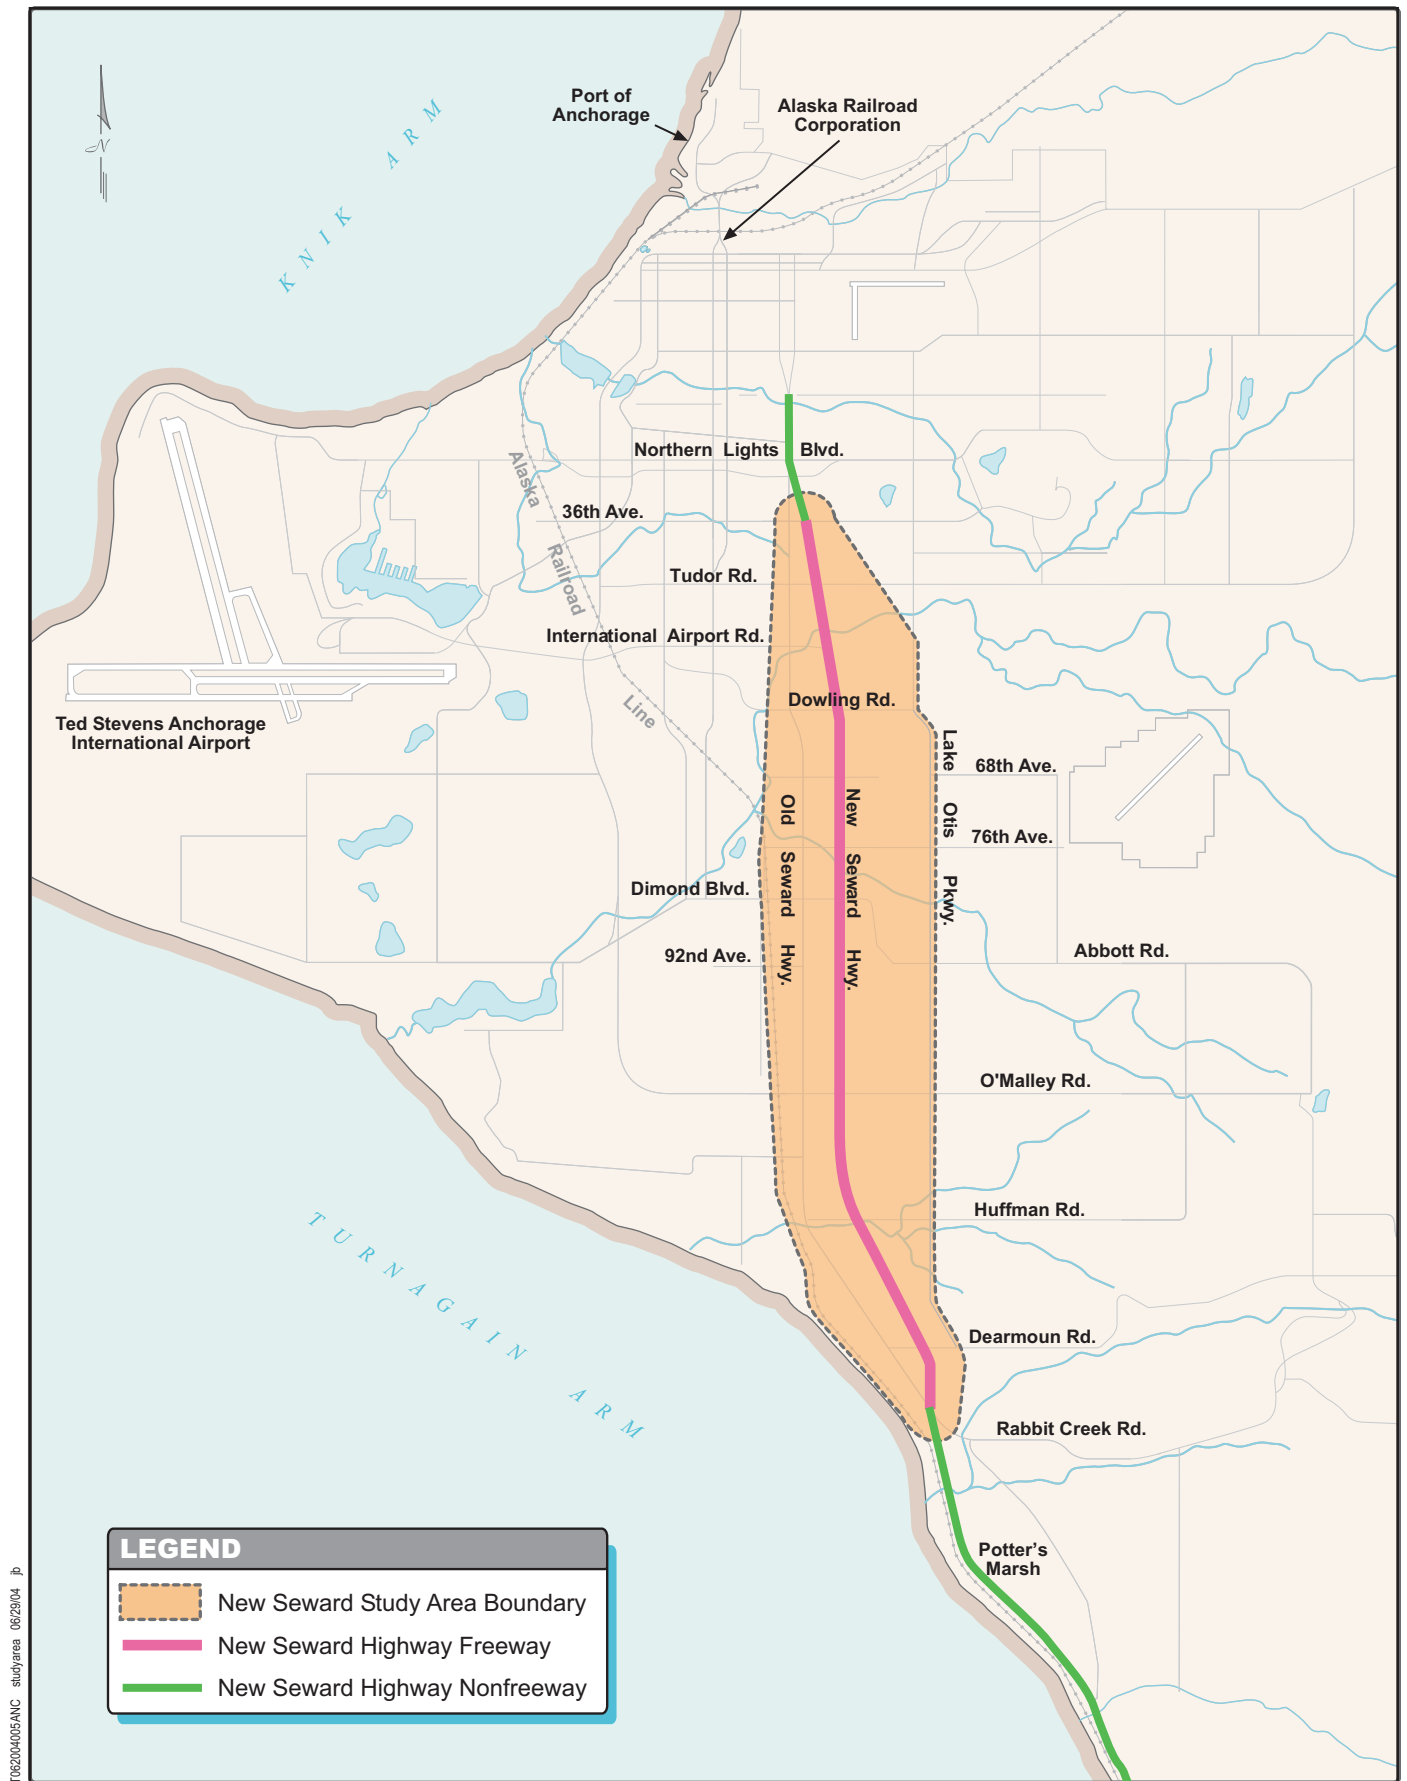 Port of
Anchorage
Alaska Railroad
Corporation
N
KNIK ARM
Northern Lights Blvd.
Alaska Railroad Line
36th Ave.
Tudor Rd.
International Airport Rd.
Dowling Rd.
Ted Stevens Anchorage
International Airport
Lake Otis Pkwy.
68th Ave.
Old Seward Hwy.
New Seward Hwy.
76th Ave.
Dimond Blvd.
92nd Ave.
Abbott Rd.
O'Malley Rd.
Huffman Rd.
TURNAGAIN ARM
Dearmoun Rd.
Rabbit Creek Rd.
Potter’s
Marsh
LEGEND
New Seward Study Area Boundary
New Seward Highway Freeway
New Seward Highway Nonfreeway
T062004005ANC studyarea 06/29/04 jb